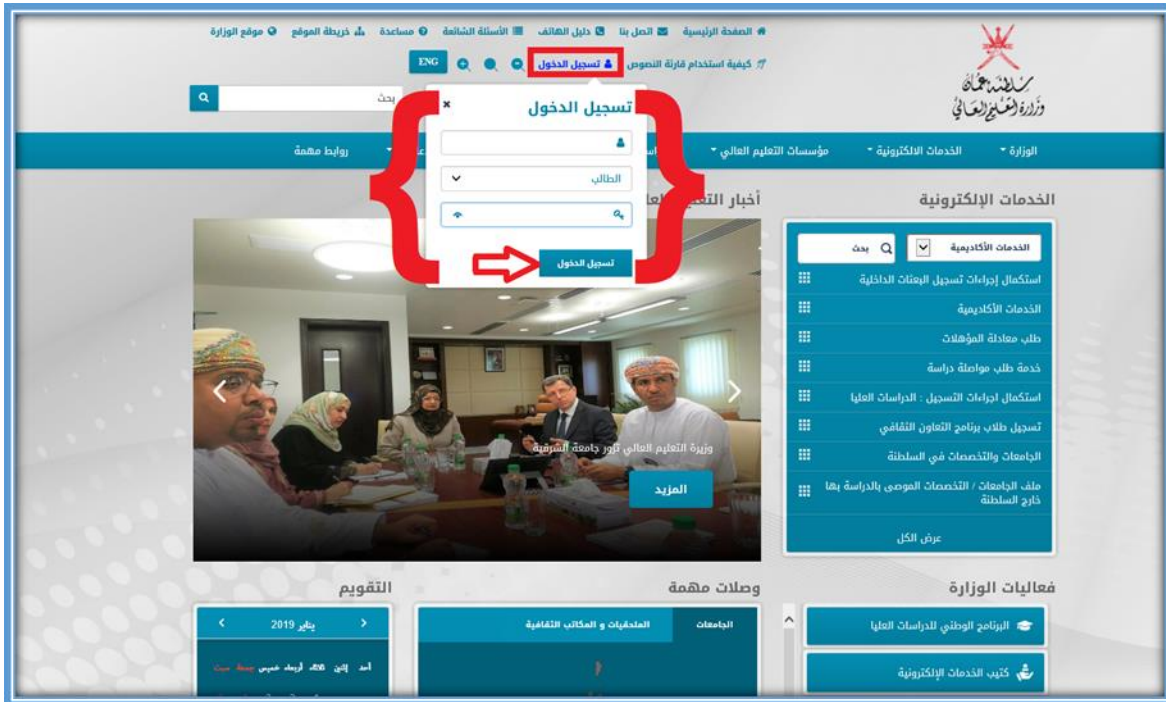 الصفحة الرئيسية اتصل بنا دليل الهاتف الأسئلة الشائعة مساعدة خريطة الموقع موقع الوزارة
كيفية استخدام قارئة النصوص تسجيل الدخول ENG
سلطنة عمان
وزارة التعليم العالي
بحث
تسجيل الدخول
الطالب
تسجيل الدخول
الوزارة الخدمات الالكترونية مؤسسات التعليم العالي روابط مهمة
الخدمات الإلكترونية
الخدمات الأكاديمية بحث
استكمال إجراءات تسجيل البعثات الداخلية
الخدمات الأكاديمية
طلب معادلة المؤهلات
خدمة طلب مواصلة دراسة
استكمال اجراءات التسجيل : الدراسات العليا
تسجيل طلاب برنامج التعاون الثقافي
الجامعات والتخصصات في السلطنة
ملف الجامعات / التخصصات الموصى بالدراسة بها
خارج السلطنة
عرض الكل
أخبار
وزيرة التعليم العالي تزور جامعة الشرقية
المزيد
فعاليات الوزارة
البرنامج الوطني للدراسات العليا
كتيب الخدمات الإلكترونية
وصلات مهمة
الجامعات الملحقيات و المكاتب الثقافية
التقويم
يناير 2019
أحد إثنين ثلاثاء أربعاء خميس جمعة سبت